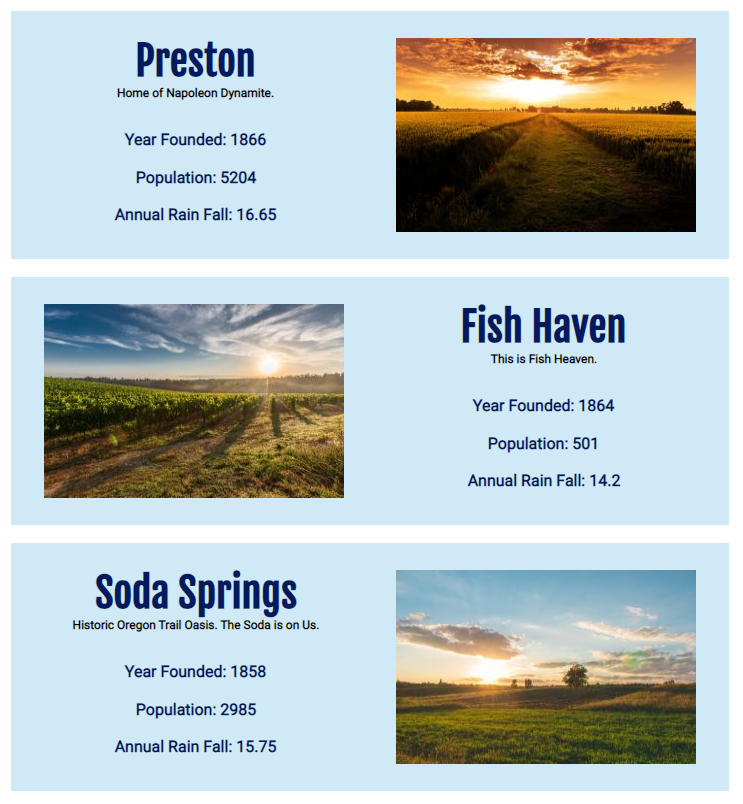 Preston
Home of Napoleon Dynamite.
Year Founded: 1866
Population: 5204
Annual Rain Fall: 16.65
Fish Haven
This is Fish Heaven.
Year Founded: 1864
Population: 501
Annual Rain Fall: 14.2
Soda Springs
Historic Oregon Trail Oasis. The Soda is on Us.
Year Founded: 1858
Population: 2985
Annual Rain Fall: 15.75